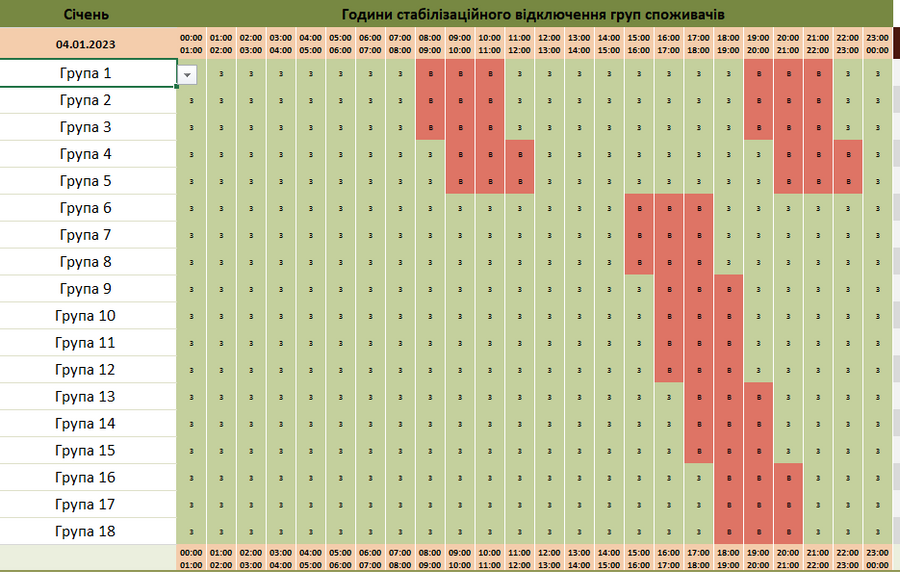 Січень Години стабілізаційного відключення груп споживачів
04.01.2023
00:00 01:00 02:00 03:00 04:00 05:00 06:00 07:00 08:00 09:00 10:00 11:00 12:00 13:00 14:00 15:00 16:00 17:00 18:00 19:00 20:00 21:00 22:00 23:00
01:00 02:00 03:00 04:00 05:00 06:00 07:00 08:00 09:00 10:00 11:00 12:00 13:00 14:00 15:00 16:00 17:00 18:00 19:00 20:00 21:00 22:00 23:00 00:00
Група 1 З З З З З З З В В В З З З З З З З З В В В З З
Група 2 З З З З З З З З В В В З З З З З З З З В В В З З
Група 3 З З З З З З З З В В В З З З З З З З З В В В З З
Група 4 З З З З З З З З З В В В З З З З З З З З В В В З
Група 5 З З З З З З З З З В В В З З З З З З З З В В В З
Група 6 З З З З З З З З З З З З З З З В В В З З З З З З
Група 7 З З З З З З З З З З З З З З З В В В З З З З З З
Група 8 З З З З З З З З З З З З З З З В В В З З З З З З
Група 9 З З З З З З З З З З З З З З З З В В В З З З З З
Група 10 З З З З З З З З З З З З З З З З В В В З З З З З
Група 11 З З З З З З З З З З З З З З З З В В В З З З З З
Група 12 З З З З З З З З З З З З З З З З В В В З З З З З
Група 13 З З З З З З З З З З З З З З З З З В В В З З З З
Група 14 З З З З З З З З З З З З З З З З З В В В З З З З
Група 15 З З З З З З З З З З З З З З З З З В В В З З З З
Група 16 З З З З З З З З З З З З З З З З З З В В В З З З
Група 17 З З З З З З З З З З З З З З З З З З В В В З З З
Група 18 З З З З З З З З З З З З З З З З З З В В В З З З
00:00 01:00 02:00 03:00 04:00 05:00 06:00 07:00 08:00 09:00 10:00 11:00 12:00 13:00 14:00 15:00 16:00 17:00 18:00 19:00 20:00 21:00 22:00 23:00
01:00 02:00 03:00 04:00 05:00 06:00 07:00 08:00 09:00 10:00 11:00 12:00 13:00 14:00 15:00 16:00 17:00 18:00 19:00 20:00 21:00 22:00 23:00 00:00